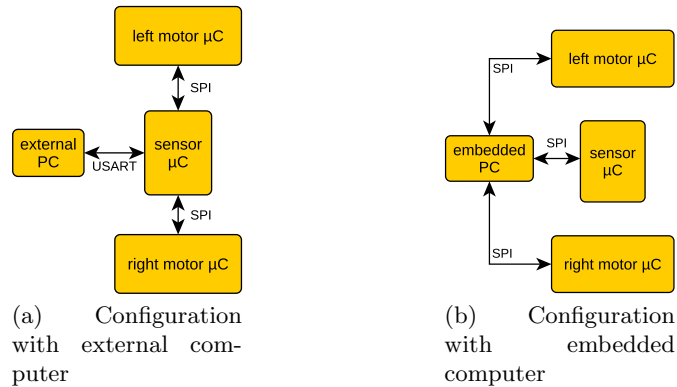 left motor µC
SPI
external
PC
USART
sensor
µC
SPI
right motor µC
(a) Configuration
with external com-
puter
left motor µC
SPI
embedded
PC
SPI
sensor
µC
SPI
right motor µC
(b) Configuration
with embedded
computer